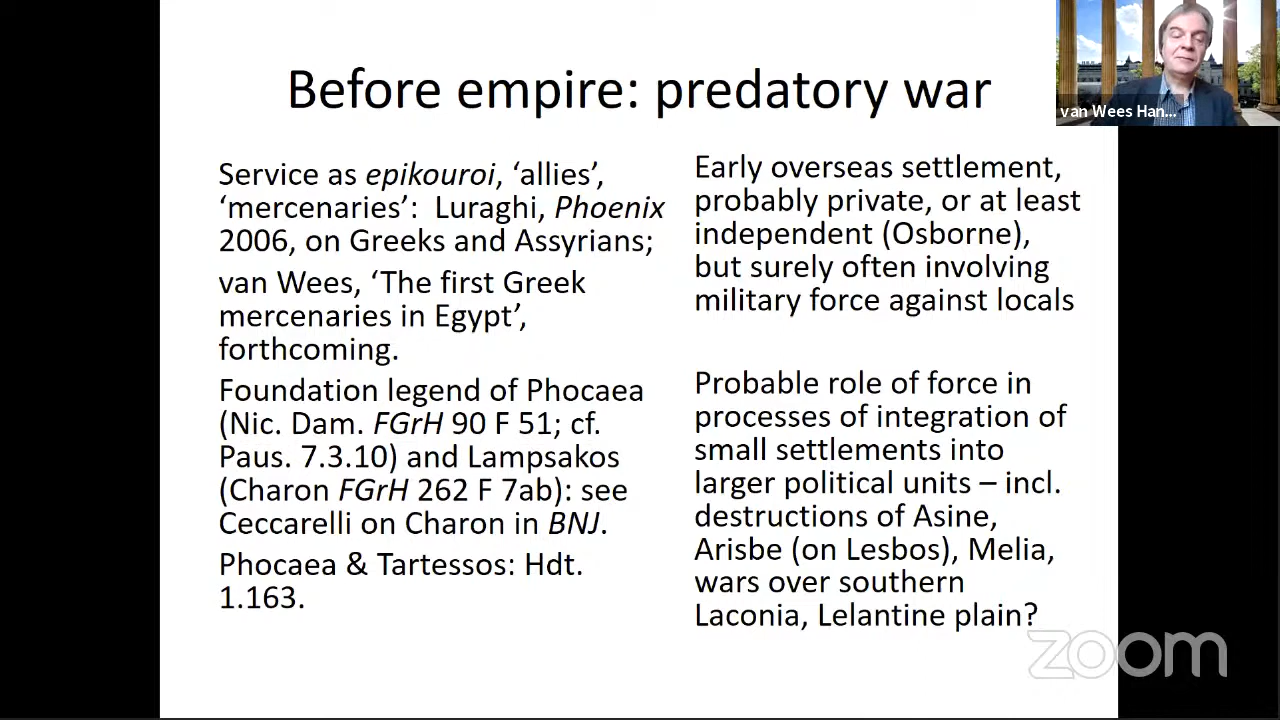 Before empire: predatory war
van Wees Han...
Service as epikouroi, ‘allies’,
‘mercenaries’:  Luraghi, Phoenix
2006, on Greeks and Assyrians;
van Wees, ‘The first Greek
mercenaries in Egypt’,
forthcoming.
Foundation legend of Phocaea
(Nic. Dam. FGrH 90 F 51; cf.
Paus. 7.3.10) and Lampsakos
(Charon FGrH 262 F 7ab): see
Ceccarelli on Charon in BNJ.
Phocaea & Tartessos: Hdt.
1.163.
Early overseas settlement,
probably private, or at least
independent (Osborne),
but surely often involving
military force against locals
Probable role of force in
processes of integration of
small settlements into
larger political units – incl.
destructions of Asine,
Arisbe (on Lesbos), Melia,
wars over southern
Laconia, Lelantine plain?
zoom